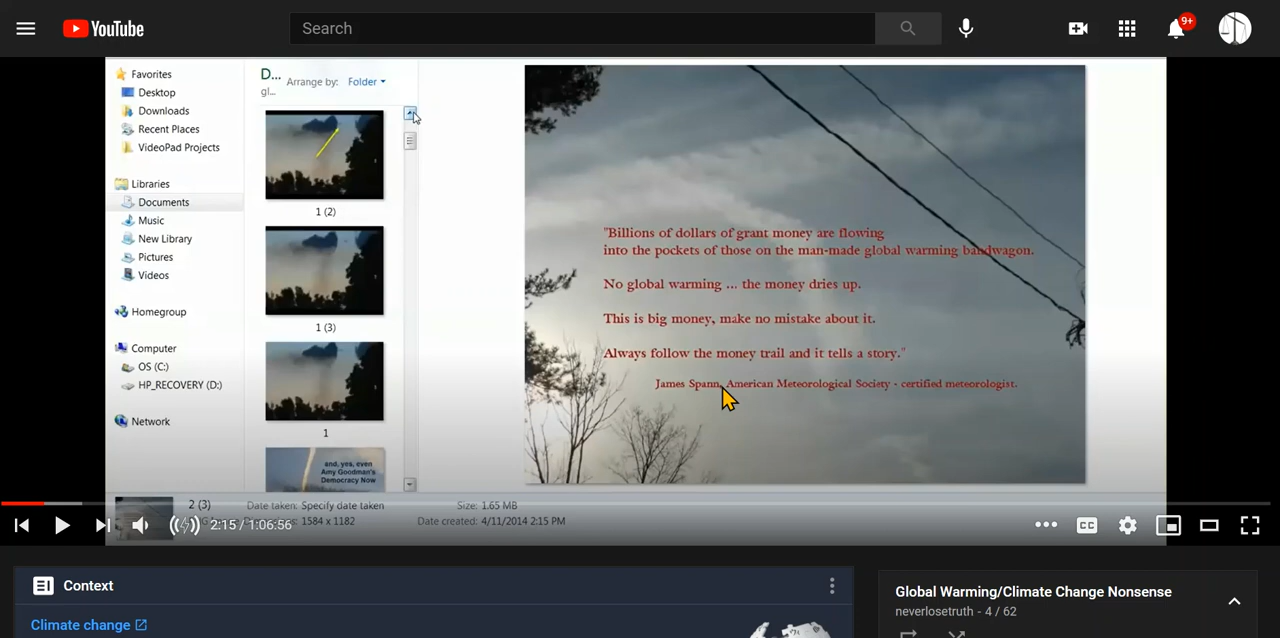 YouTube
Search
9+
Favorites
Desktop
Downloads
Recent Places
VideoPad Projects
Libraries
Documents
Music
New Library
Pictures
Videos
Homegroup
Computer
OS (C:)
HP_RECOVERY (D:)
Network
D...
gl...
Arrange by: Folder
1 (2)
1 (3)
1
and, yes, even
Amy Goodman's
Democracy Now
"Billions of dollars of grant money are flowing
into the pockets of those on the man-made global warming bandwagon.
No global warming ... the money dries up.
This is big money, make no mistake about it.
Always follow the money trail and it tells a story."
James Spann, American Meteorological Society - certified meteorologist.
2 (3)
Date taken: Specify date taken
Size: 1.65 MB
1584 x 1182
Date created: 4/11/2014 2:15 PM
2:15 / 1:06:56
CC
Context
Climate change
Global Warming/Climate Change Nonsense
neverlosetruth - 4 / 62